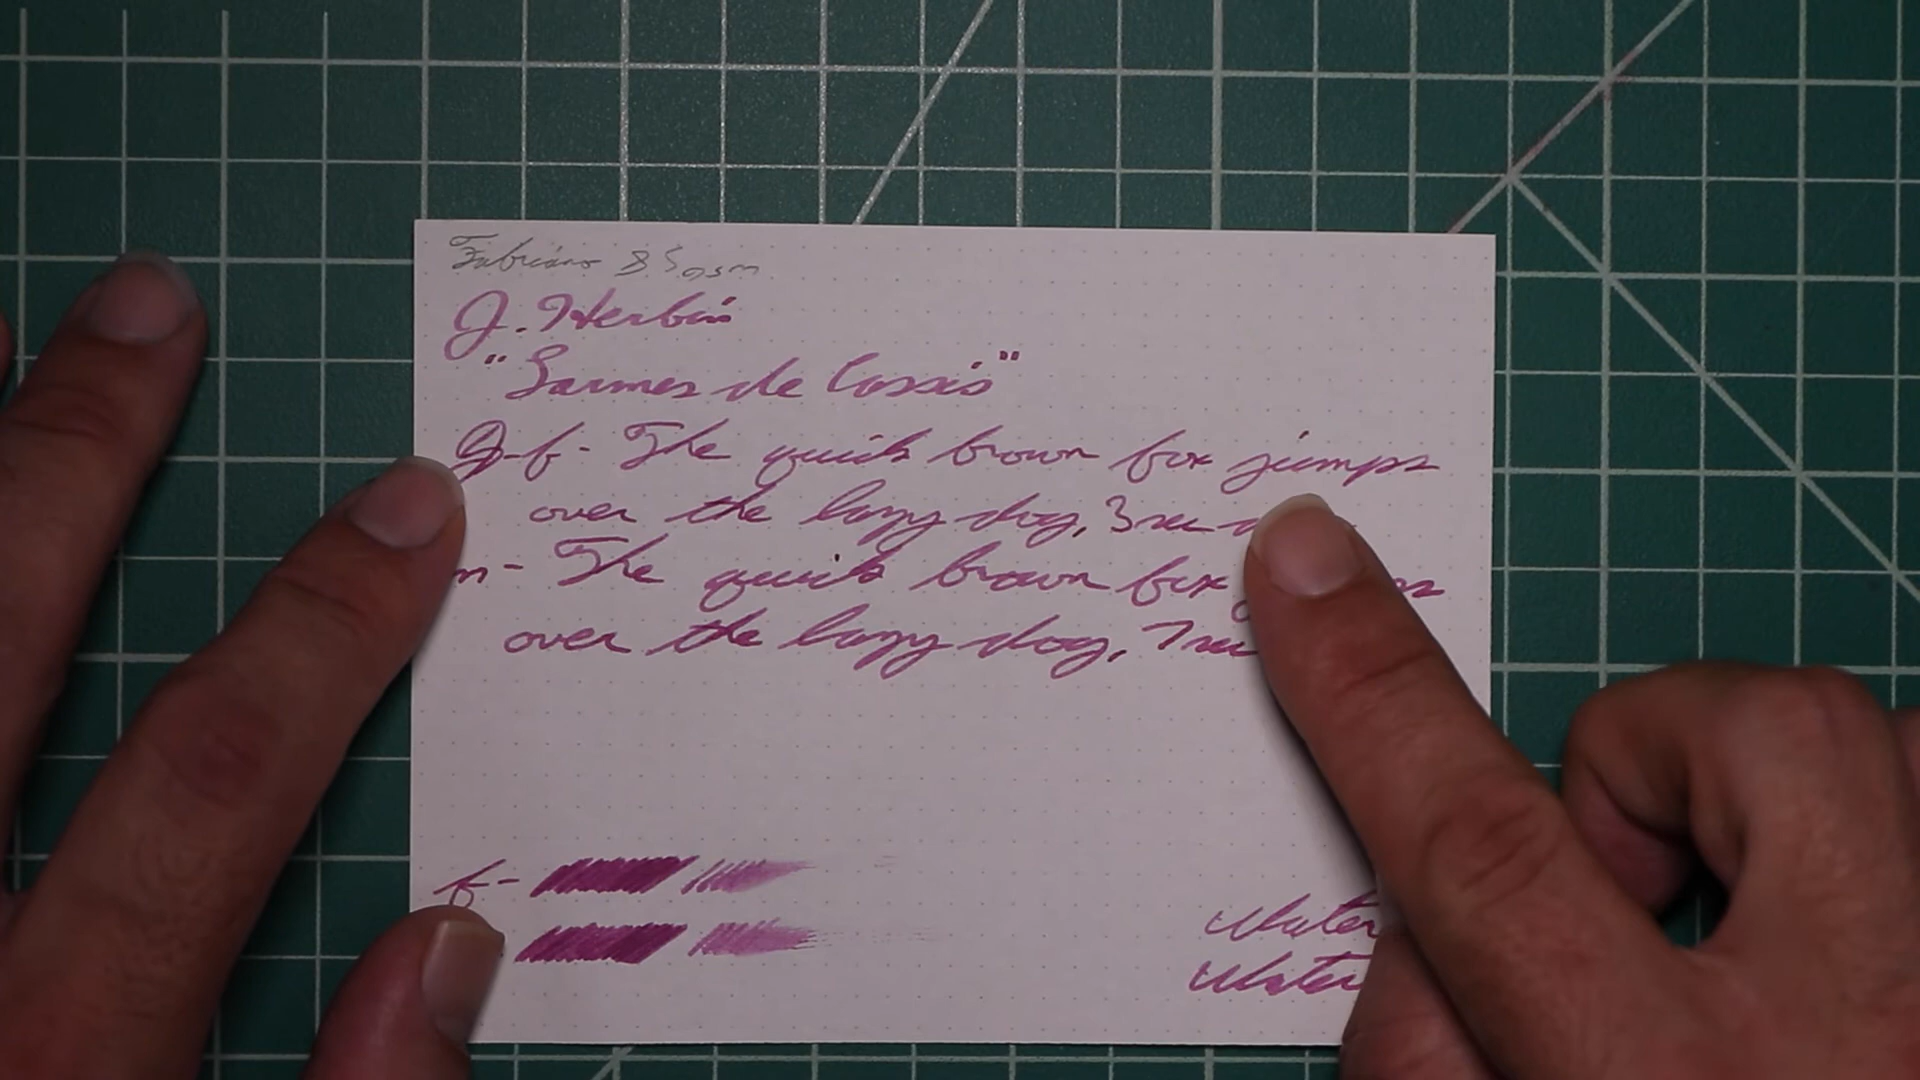 Fabriano 85gsm
J. Herbin
"Larmes de Cassis"
J-f- The quick brown fox jumps
over the lazy dog, 3 sec
m- The quick brown fox
over the lazy dog, 7 sec
f-
Water
Water